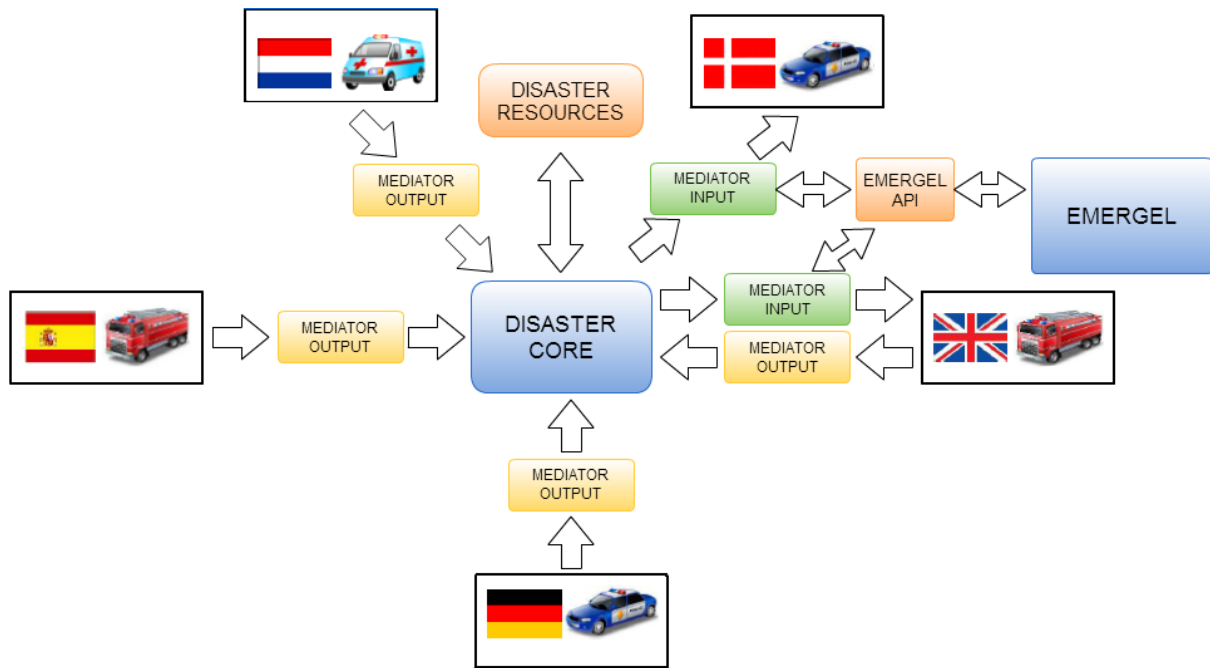 DISASTER
RESOURCES
MEDIATOR
OUTPUT
MEDIATOR
INPUT
EMERGEL
API
EMERGEL
MEDIATOR
OUTPUT
DISASTER
CORE
MEDIATOR
INPUT
MEDIATOR
OUTPUT
MEDIATOR
OUTPUT